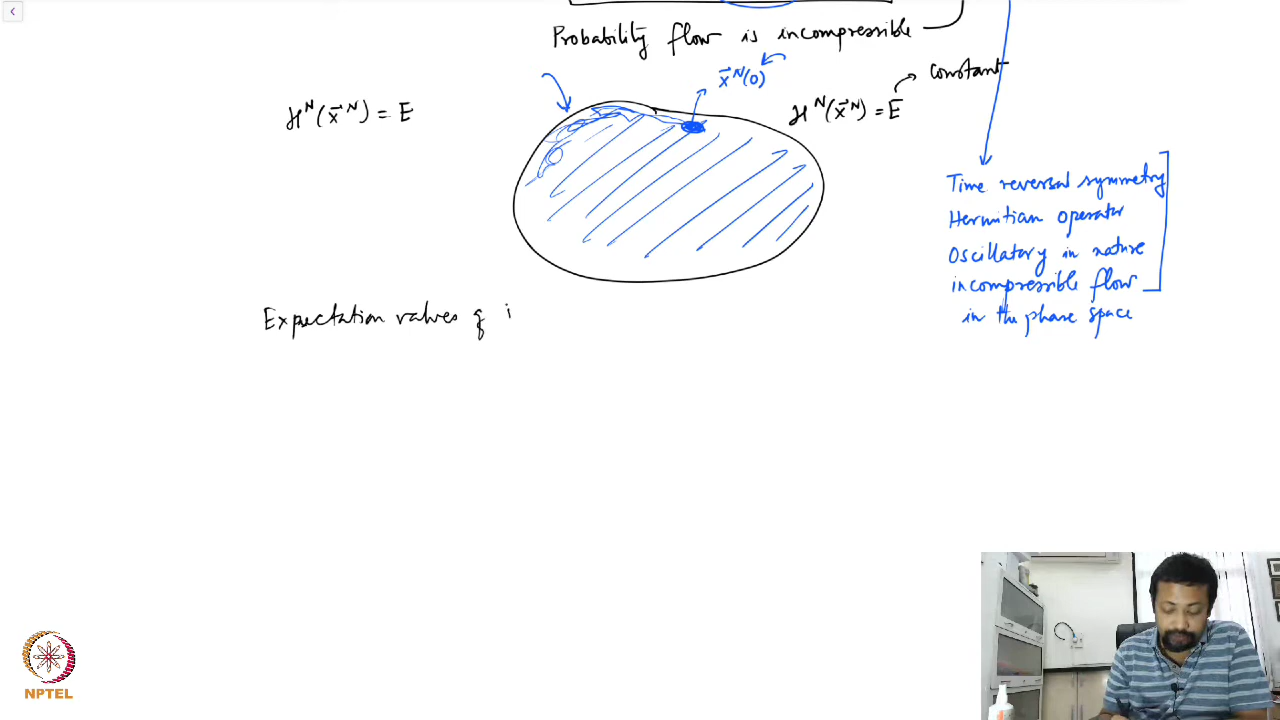 Probability flow is incompressible
x⃗ᴺ(0)
constant
ℋᴺ(x⃗ᴺ) = E
ℋᴺ(x⃗ᴺ) = E
Time reversal symmetry
Hermitian operator
Oscillatory in nature
incompressible flow
in the phase space
Expectation values of i
NPTEL